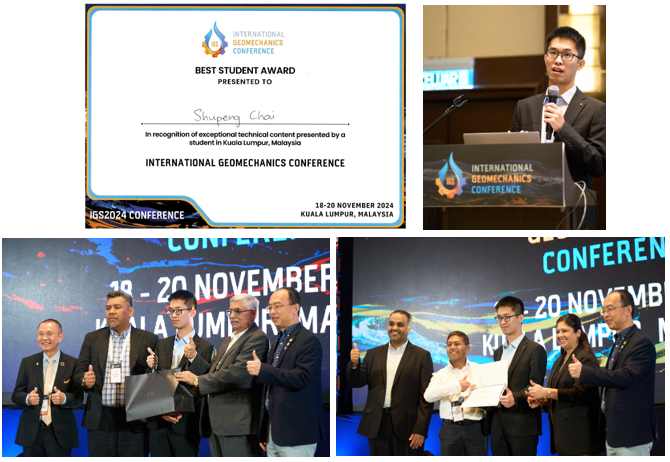 INTERNATIONAL
GEOMECHANICS
CONFERENCE
IGS
BEST STUDENT AWARD
PRESENTED TO
Shupeng Chai
In recognition of exceptional technical content presented by a
student in Kuala Lumpur, Malaysia
INTERNATIONAL GEOMECHANICS CONFERENCE
IGS2024 CONFERENCE
18-20 NOVEMBER 2024
KUALA LUMPUR, MALAYSIA
INTERNATIONAL
GEOMECHANICS
CONFERENCE
IGS
CONFERENCE
18 - 20 NOVEMBER
KUALA LUMPUR, MA
CONFERENCE
- 20 NOVEMB